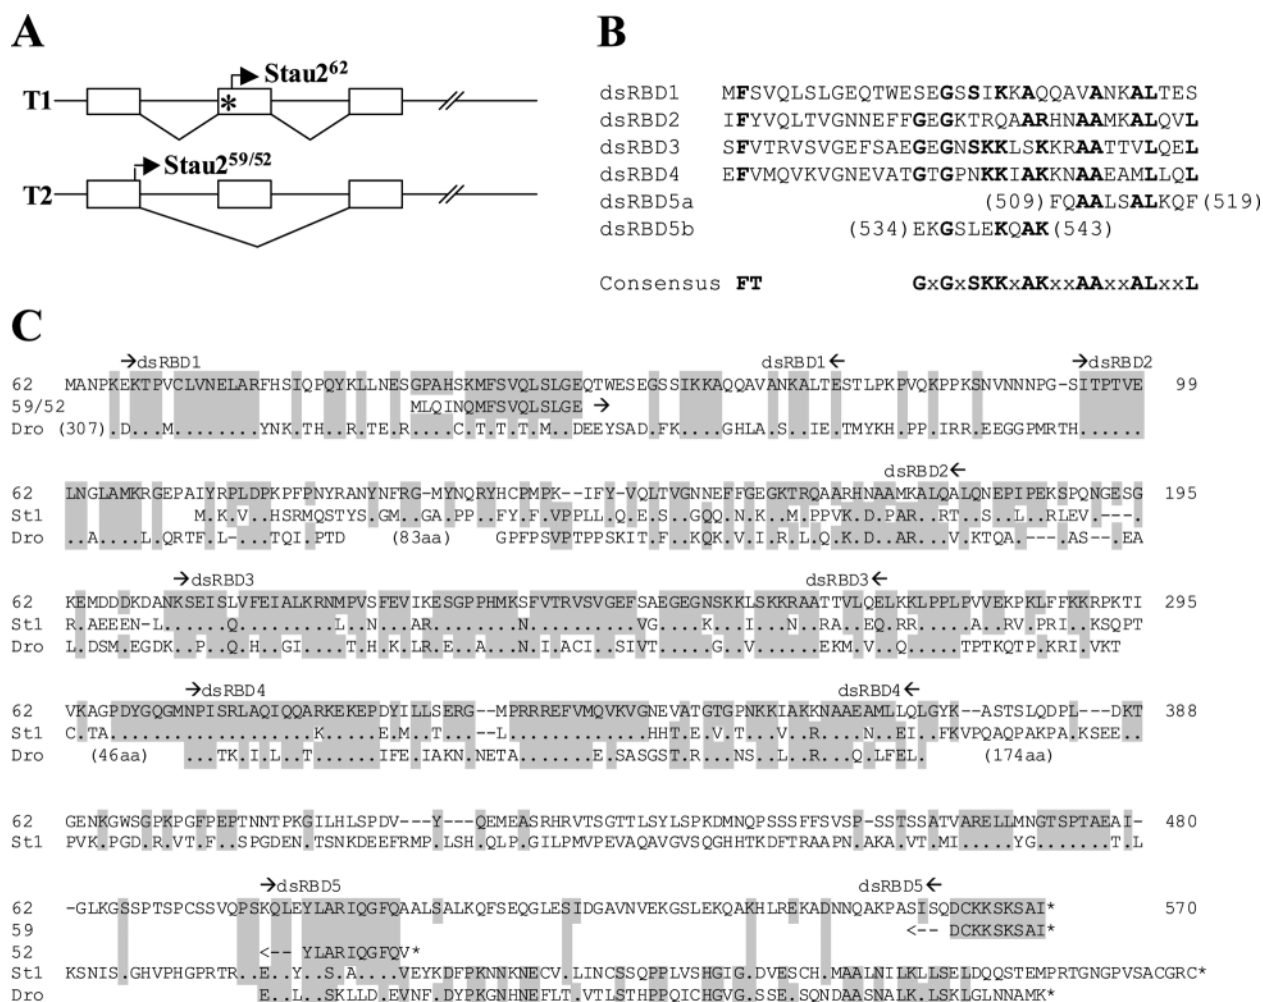 A
T1
*
Stau2⁶²
T2
Stau2⁵⁹ᐟ⁵²
B
dsRBD1 MFSVQLSLGEQTWESEGSSIKKAQQAVANKALTES
dsRBD2 IFYVQLTVGNNEFFGEGKTRQAARHNAAMKALQVL
dsRBD3 SFVTRVSVGEFSAEGEGNSKKLSKKRAATTVLQEL
dsRBD4 EFVMQVKVGNEVATGTGPNKKIAKKNAAEAMLLQL
dsRBD5a (509)FQAALSALKQF(519)
dsRBD5b (534)EKGSLEKQAK(543)
Consensus FT GxGxSKKxAKxxAAxxALxxL
C
→dsRBD1 dsRBD1← →dsRBD2
62 MANPKEKTPVCLVNELARFHSIQPQYKLLNESGPAHSKMFSVQLSLGEQTWESEGSSIKKAQQAVANKALTESTLPKPVQKPPKSNVNNNPG-SITPTVE 99
59/52 MLQINQMFSVQLSLGE →
Dro (307).D...M........YNK.TH..R.TE.R....C.T.T.T.M..DEEYSAD.FK....GHLA.S..IE.TMYKH.PP.IRR.EEGGPMRTH......
dsRBD2←
62 LNGLAMKRGEPAIYRPLDPKPFPNYRANYNFRG-MYNQRYHCPMPK--IFY-VQLTVGNNEFFGEGKTRQAARHNAAMKALQALQNEPIPEKSPQNGESG 195
St1 M.K.V..HSRMQSTYS.GM..GA.PP..FY.F.VPPLL.Q.E.S..GQQ.N.K..M.PPVK.D.PAR..RT..S..L..RLEV.---.
Dro ..A....L.QRTF.L-...TQI.PTD (83aa) GPFPSVPTPPSKIT.F..KQK.V.I.R.L.Q.K.D..AR...V.KTQA.---.AS--.EA
→dsRBD3 dsRBD3←
62 KEMDDDKDANKSEISLVFEIALKRNMPVSFEVIKESGPPHMKSFVTRVSVGEFSAEGEGNSKKLSKKRAATTVLQELKKLPPLPVVEKPKLFFKKRPKTI 295
St1 R.AEEEN-L.....Q.........L..N...AR........N..........VG....K...I...N..RA..EQ.RR.....A..RV.PRI..KSQPT
Dro L.DSM.EGDK..P..Q.H..GI....T.H.K.LR.E..A...N.I.ACI..SIVT.....G..V......EKM.V..Q.....TPTKQTP.KRI.VKT
→dsRBD4 dsRBD4←
62 VKAGPDYGQGMNPISRLAQIQQARKEKEPDYILLSERG--MPRRREFVMQVKVGNEVATGTGPNKKIAKKNAAEAMLLQLGYK--ASTSLQDPL---DKT 388
St1 C.TA...................K.....E.M..T...--L.............HHT.E.V.T...V..R....N..EI..FKVPQAQPAKPA.KSEE..
Dro (46aa) ...TK.I.L..T......IFE.IAKN.NETA.......E.SASGST.R...NS..L..R...Q.LFEL. (174aa)
62 GENKGWSGPKPGFPEPTNNTPKGILHLSPDV---Y---QEMEASRHRVTSGTTLSYLSPKDMNQPSSSFFSVSP-SSTSSATVARELLMNGTSPTAEAI- 480
St1 PVK.PGD.R.VT.F..SPGDEN.TSNKDEEFRMP.LSH.QLP.GILPMVPEVAQAVGVSQGHHTKDFTRAAPN.AKA.VT.MI.....YG.......T.L
→dsRBD5 dsRBD5←
62 -GLKGSSPTSPCSSVQPSKQLEYLARIQGFQAALSALKQFSEQGLESIDGAVNVEKGSLEKQAKHLREKADNNQAKPASISQDCKKSKSAI* 570
59 <-- DCKKSKSAI*
52 <-- YLARIQGFQV*
St1 KSNIS.GHVPHGPRTR..E..Y..S.A....VEYKDFPKNNKNECV.LINCSSQPPLVSHGIG.DVESCH.MAALNILKLLSELDQQSTEMPRTGNGPVSACGRC*
Dro E.L..SKLLD.EVNF.DYPKGNHNEFLT.VTLSTHPPQICHGVG.SSE.SQNDAASNALK.LSKLGLNNAMK*